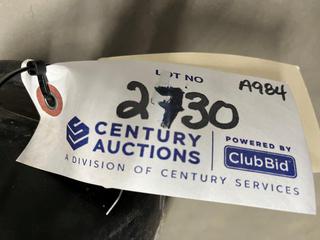 LOT NO
A984
2730
CENTURY
AUCTIONS
A DIVISION OF CENTURY SERVICES
POWERED BY
ClubBid